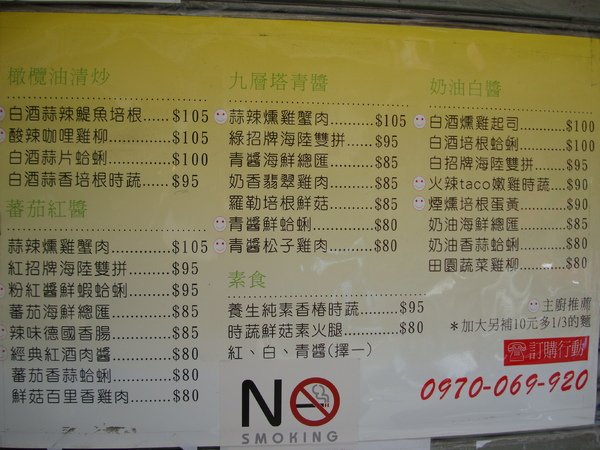 橄欖油清炒
白酒蒜辣鯷魚培根......$105
酸辣咖哩雞柳..........$105
白酒蒜片蛤蜊..........$100
白酒蒜香培根時蔬......$95
蕃茄紅醬
蒜辣燻雞蟹肉..........$105
紅招牌海陸雙拼........$95
粉紅醬鮮蝦蛤蜊........$95
蕃茄海鮮總匯..........$85
辣味德國香腸..........$85
經典紅酒肉醬..........$80
蕃茄香蒜蛤蜊..........$80
鮮菇百里香雞肉........$80
九層塔青醬
蒜辣燻雞蟹肉..........$105
綠招牌海陸雙拼........$95
青醬海鮮總匯..........$85
奶香翡翠雞肉..........$85
羅勒培根鮮菇..........$85
青醬鮮蛤蜊............$80
青醬松子雞肉..........$80
素食
養生純素香椿時蔬......$95
時蔬鮮菇素火腿........$80
紅、白、青醬(擇一)
奶油白醬
白酒燻雞起司..........$100
白酒培根蛤蜊..........$100
白招牌海陸雙拼........$95
火辣taco嫩雞時蔬....$90
煙燻培根蛋黃..........$90
奶油海鮮總匯..........$85
奶油香蒜蛤蜊..........$80
田園蔬菜雞柳..........$80
主廚推薦
*加大另補10元多1/3的麵
訂購行動
0970-069-920
NO
SMOKING